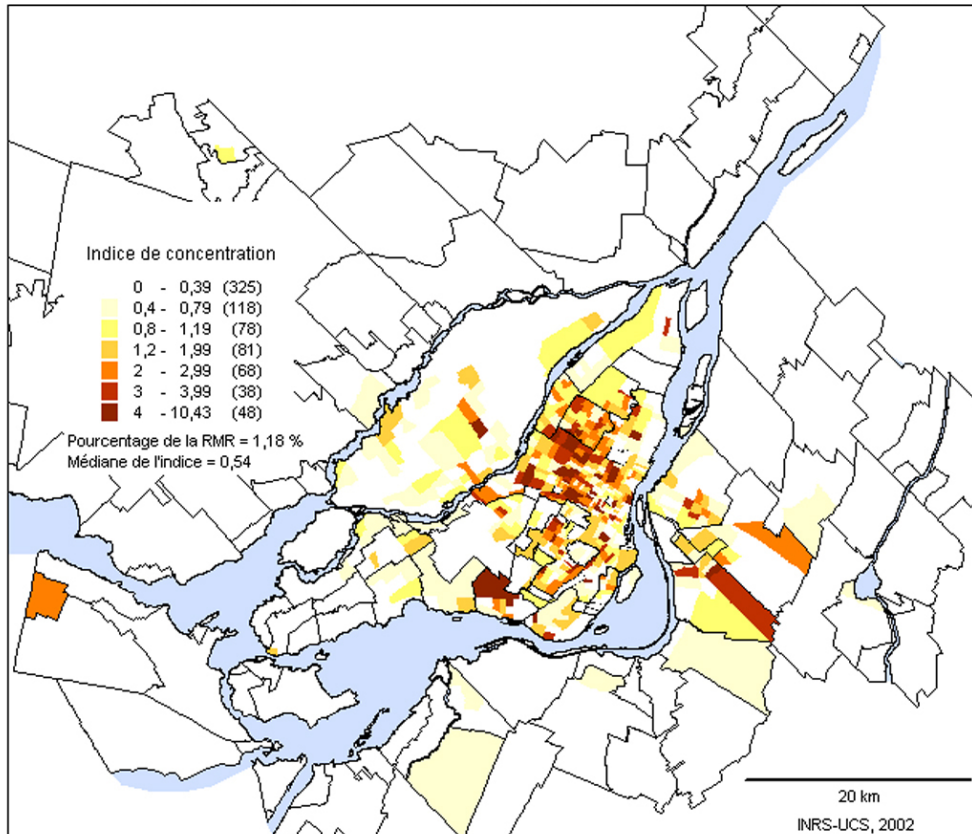 Indice de concentration
0 - 0,39 (325)
0,4 - 0,79 (118)
0,8 - 1,19 (78)
1,2 - 1,99 (81)
2 - 2,99 (68)
3 - 3,99 (38)
4 - 10,43 (48)
Pourcentage de la RMR = 1,18 %
Médiane de l'indice = 0,54
20 km
INRS-UCS, 2002